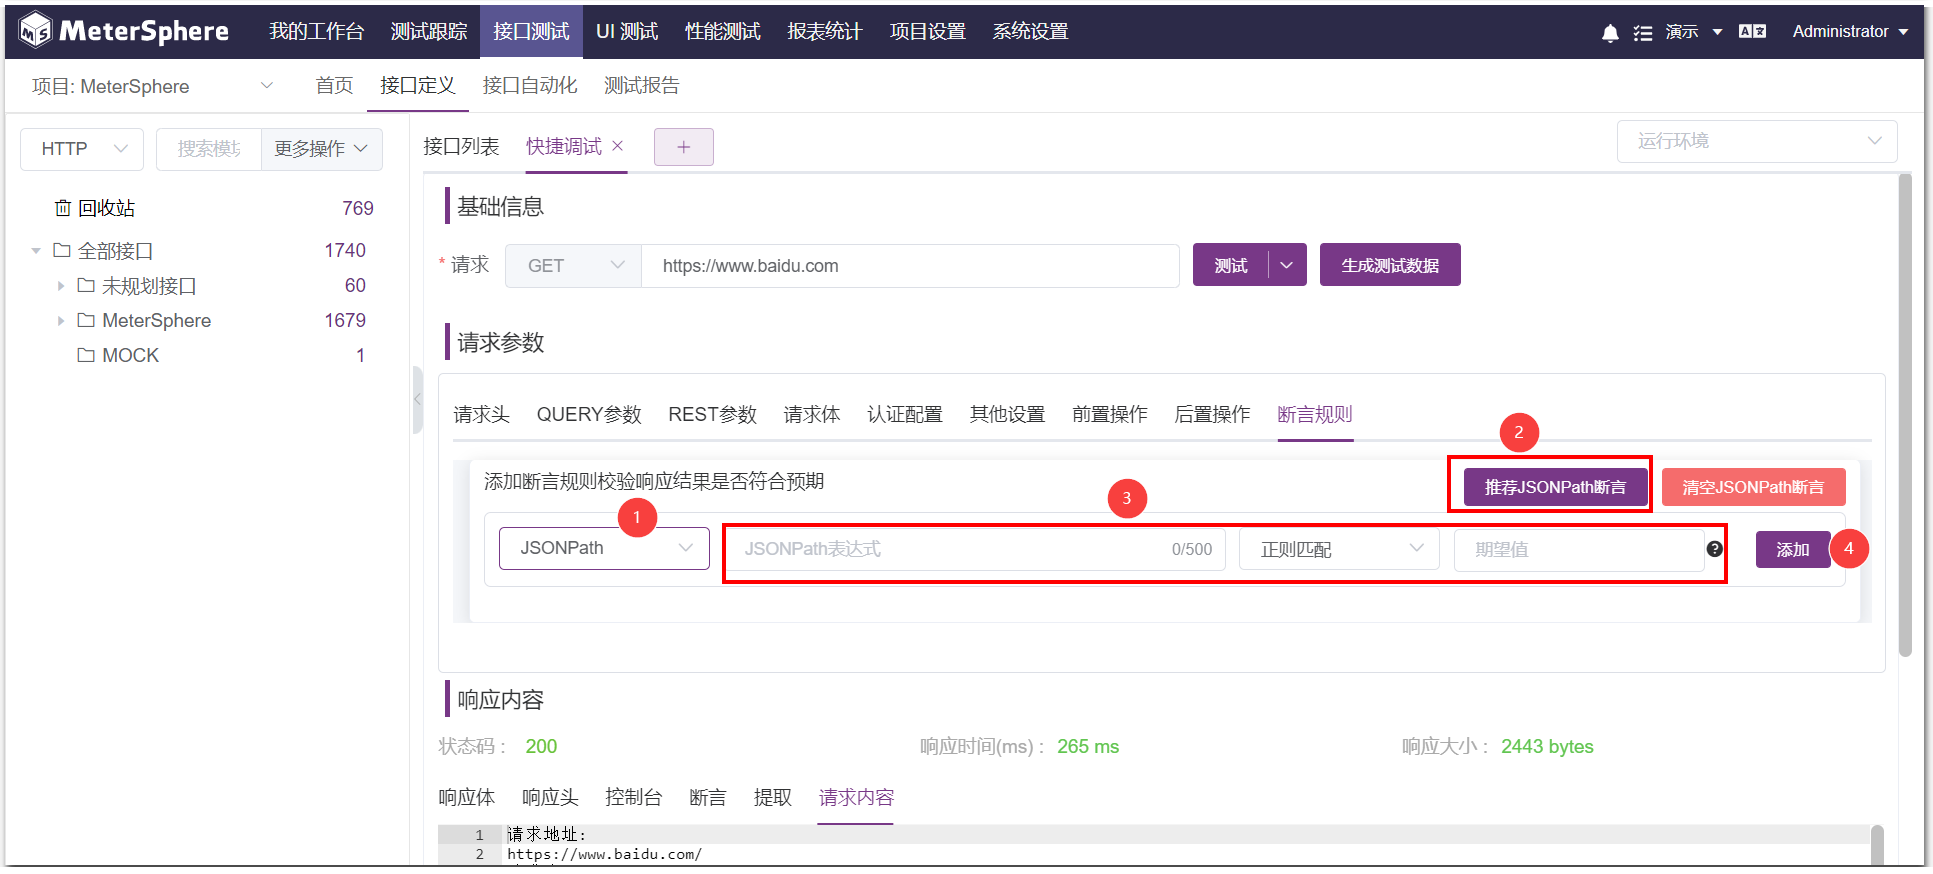 MeterSphere 我的工作台 测试跟踪 接口测试 UI 测试 性能测试 报表统计 项目设置 系统设置 演示 Administrator
项目: MeterSphere 首页 接口定义 接口自动化 测试报告
HTTP 搜索模块 更多操作
接口列表 快捷调试 × + 运行环境
回收站 769
全部接口 1740
未规划接口 60
MeterSphere 1679
MOCK 1
基础信息
* 请求 GET https://www.baidu.com 测试 生成测试数据
请求参数
请求头 QUERY参数 REST参数 请求体 认证配置 其他设置 前置操作 后置操作 断言规则
2
添加断言规则校验响应结果是否符合预期 推荐JSONPath断言 清空JSONPath断言
1 3
JSONPath JSONPath表达式 0/500 正则匹配 期望值 ? 添加 4
响应内容
状态码： 200 响应时间(ms)： 265 ms 响应大小： 2443 bytes
响应体 响应头 控制台 断言 提取 请求内容
1 请求地址:
2 https://www.baidu.com/